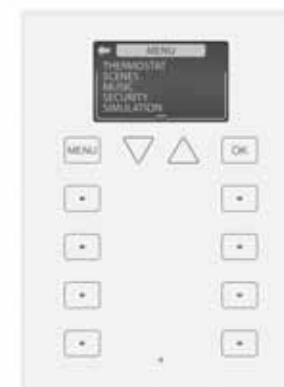 MENU
THERMOSTAT
SCENES
MUSIC
SECURITY
SIMULATION
MENU OK